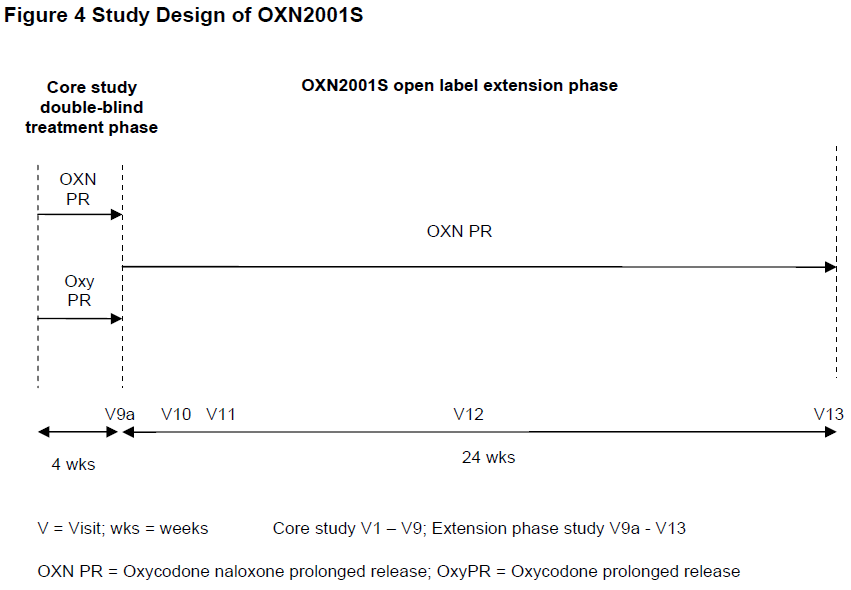 Figure 4 Study Design of OXN2001S
Core study
double-blind
treatment phase
OXN2001S open label extension phase
OXN
PR
OXN PR
Oxy
PR
V9a
V10
V11
V12
V13
4 wks
24 wks
V = Visit; wks = weeks
Core study V1 – V9; Extension phase study V9a - V13
OXN PR = Oxycodone naloxone prolonged release; OxyPR = Oxycodone prolonged release